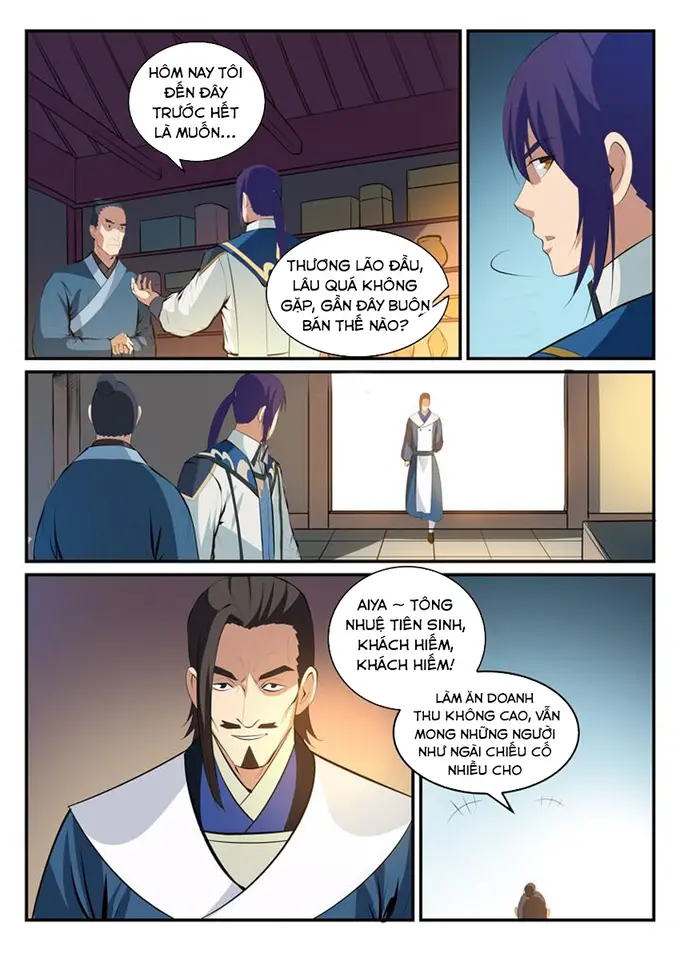 HÔM NAY TÔI
ĐẾN ĐÂY
TRƯỚC HẾT
LÀ MUỐN...
THƯƠNG LÃO ĐẦU,
LÂU QUÁ KHÔNG
GẶP, GẦN ĐÂY BUÔN
BÁN THẾ NÀO?
AIYA ~ TÔNG
NHUỆ TIÊN SINH,
KHÁCH HIẾM,
KHÁCH HIẾM!
LÀM ĂN DOANH
THU KHÔNG CAO, VẪN
MONG NHỮNG NGƯỜI
NHƯ NGÀI CHIẾU CỐ
NHIỀU CHO